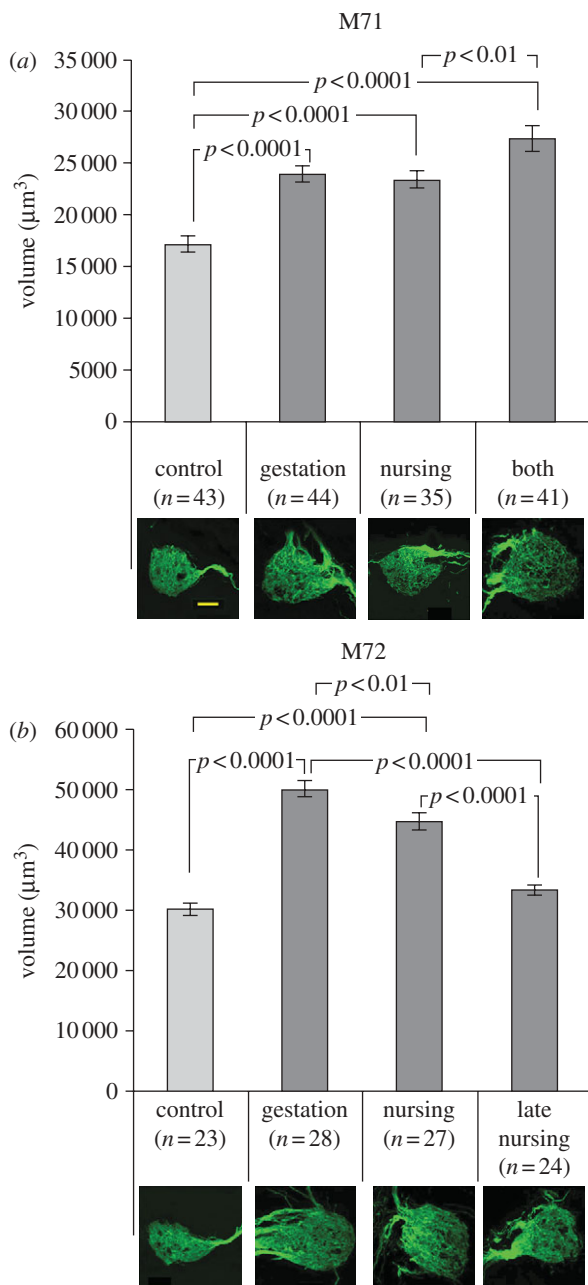 M71
(a)
35 000
30 000
25 000
20 000
15 000
10 000
5000
0
volume (μm³)
p < 0.01
p < 0.0001
p < 0.0001
p < 0.0001
control
(n = 43)
gestation
(n = 44)
nursing
(n = 35)
both
(n = 41)
M72
(b)
60 000
50 000
40 000
30 000
20 000
10 000
0
volume (μm³)
p < 0.01
p < 0.0001
p < 0.0001
p < 0.0001
p < 0.0001
control
(n = 23)
gestation
(n = 28)
nursing
(n = 27)
late
nursing
(n = 24)